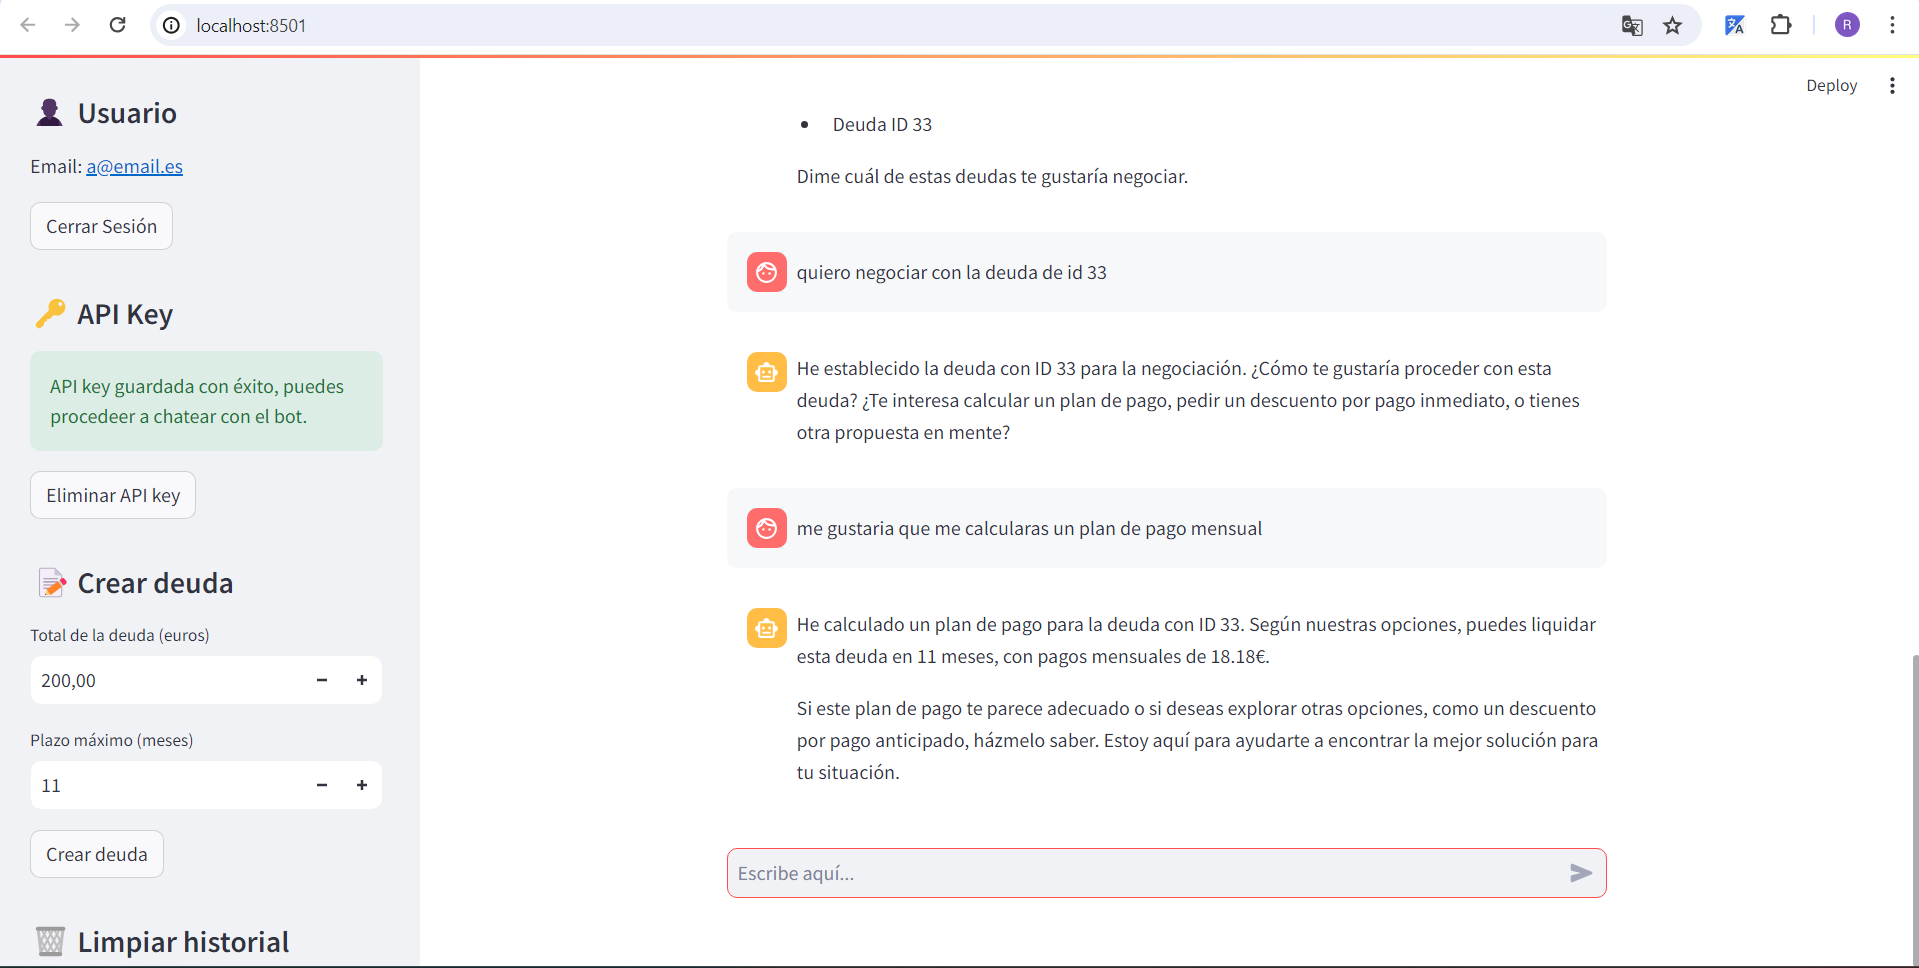 localhost:8501
R
Deploy
Usuario
Email: a@email.es
Cerrar Sesión
API Key
API key guardada con éxito, puedes
procedeer a chatear con el bot.
Eliminar API key
Crear deuda
Total de la deuda (euros)
200,00
Plazo máximo (meses)
11
Crear deuda
Limpiar historial
• Deuda ID 33
Dime cuál de estas deudas te gustaría negociar.
quiero negociar con la deuda de id 33
He establecido la deuda con ID 33 para la negociación. ¿Cómo te gustaría proceder con esta
deuda? ¿Te interesa calcular un plan de pago, pedir un descuento por pago inmediato, o tienes
otra propuesta en mente?
me gustaria que me calcularas un plan de pago mensual
He calculado un plan de pago para la deuda con ID 33. Según nuestras opciones, puedes liquidar
esta deuda en 11 meses, con pagos mensuales de 18.18€.
Si este plan de pago te parece adecuado o si deseas explorar otras opciones, como un descuento
por pago anticipado, házmelo saber. Estoy aquí para ayudarte a encontrar la mejor solución para
tu situación.
Escribe aquí...